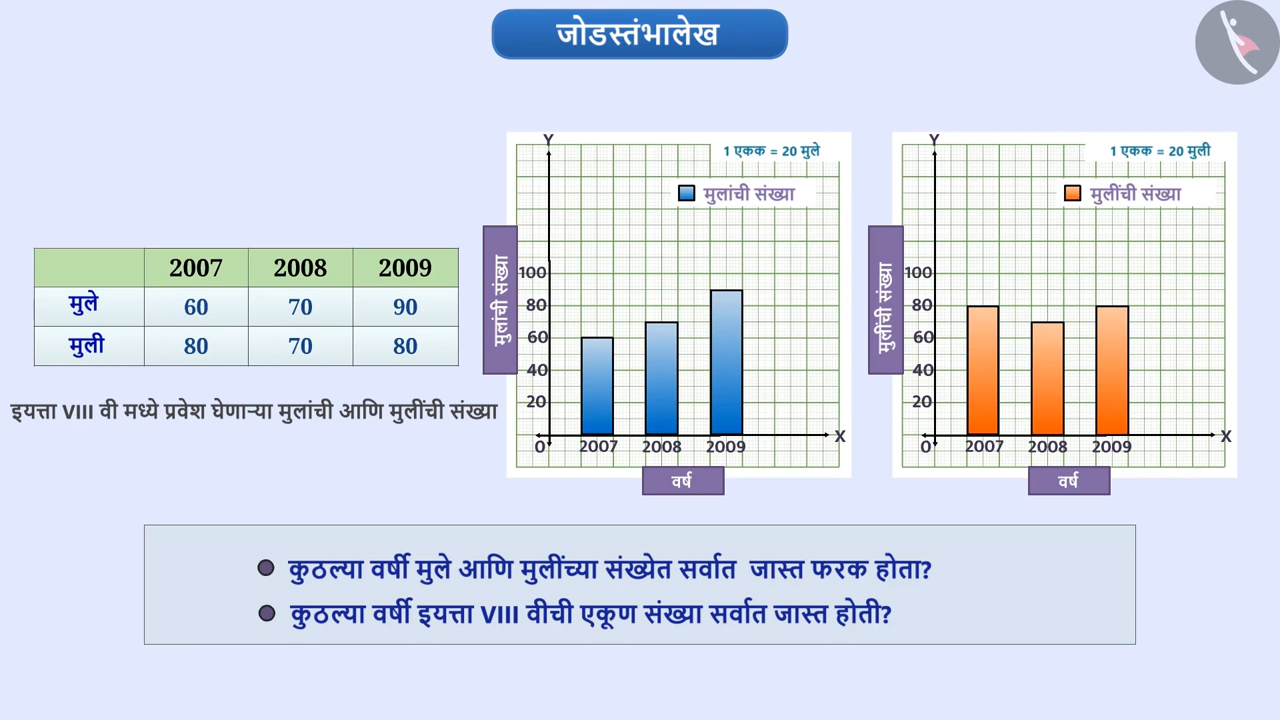 जोडस्तंभालेख
2007 2008 2009
मुले 60 70 90
मुली 80 70 80
इयत्ता VIII वी मध्ये प्रवेश घेणाऱ्या मुलांची आणि मुलींची संख्या
Y
1 एकक = 20 मुले
मुलांची संख्या
मुलांची संख्या
100
80
60
40
20
0 2007 2008 2009 X
वर्ष
Y
1 एकक = 20 मुली
मुलींची संख्या
मुलींची संख्या
100
80
60
40
20
0 2007 2008 2009 X
वर्ष
कुठल्या वर्षी मुले आणि मुलींच्या संख्येत सर्वात जास्त फरक होता?
कुठल्या वर्षी इयत्ता VIII वीची एकूण संख्या सर्वात जास्त होती?